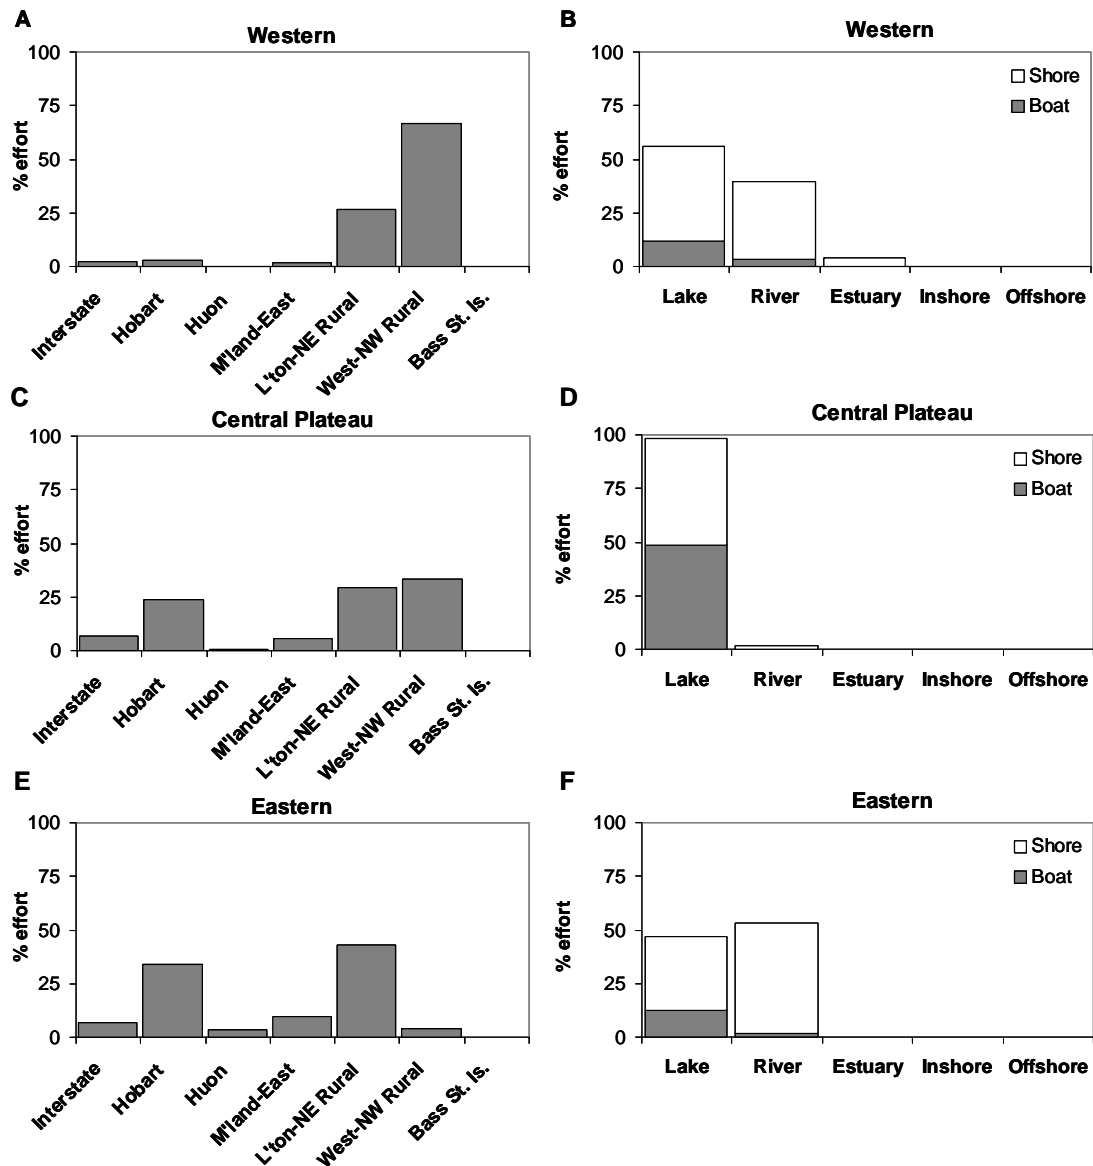 A
Western
100
75
50
25
0
% effort
Interstate
Hobart
Huon
M'land-East
L'ton-NE Rural
West-NW Rural
Bass St. Is.
B
Western
100
75
50
25
0
% effort
Shore
Boat
Lake River Estuary Inshore Offshore
C
Central Plateau
100
75
50
25
0
% effort
Interstate
Hobart
Huon
M'land-East
L'ton-NE Rural
West-NW Rural
Bass St. Is.
D
Central Plateau
100
75
50
25
0
% effort
Shore
Boat
Lake River Estuary Inshore Offshore
E
Eastern
100
75
50
25
0
% effort
Interstate
Hobart
Huon
M'land-East
L'ton-NE Rural
West-NW Rural
Bass St. Is.
F
Eastern
100
75
50
25
0
% effort
Shore
Boat
Lake River Estuary Inshore Offshore